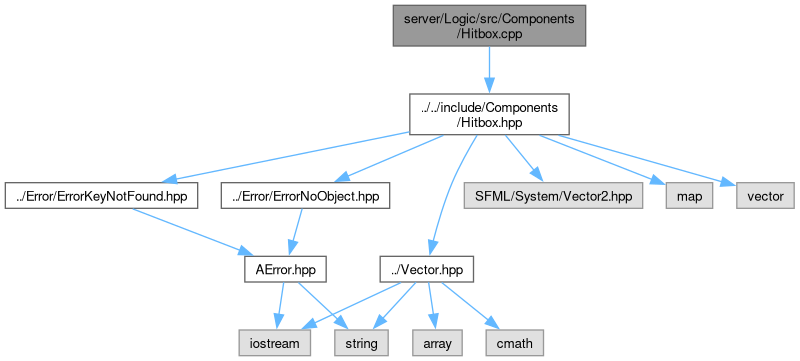 server/Logic/src/Components
/Hitbox.cpp
../../include/Components
/Hitbox.hpp
../Error/ErrorKeyNotFound.hpp
../Error/ErrorNoObject.hpp
SFML/System/Vector2.hpp
map
vector
AError.hpp
../Vector.hpp
iostream
string
array
cmath